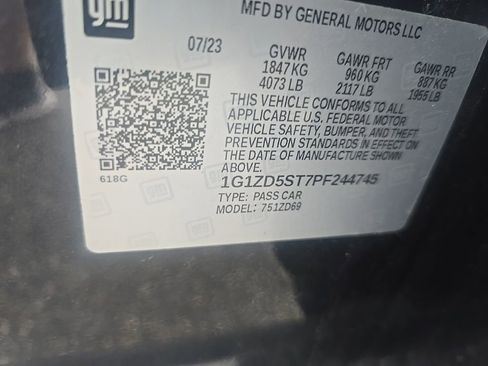 gm
MFD BY GENERAL MOTORS LLC
07/23 GVWR GAWR FRT GAWR RR
1847 KG 960 KG 887 KG
4073 LB 2117 LB 1955 LB
THIS VEHICLE CONFORMS TO ALL
APPLICABLE U.S. FEDERAL MOTOR
VEHICLE SAFETY, BUMPER, AND THEFT
PREVENTION STANDARDS IN EFFECT ON
THE DATE OF MANUFACTURE SHOWN
ABOVE.
618G
1G1ZD5ST7PF244745
TYPE: PASS CAR
MODEL: 751ZD69